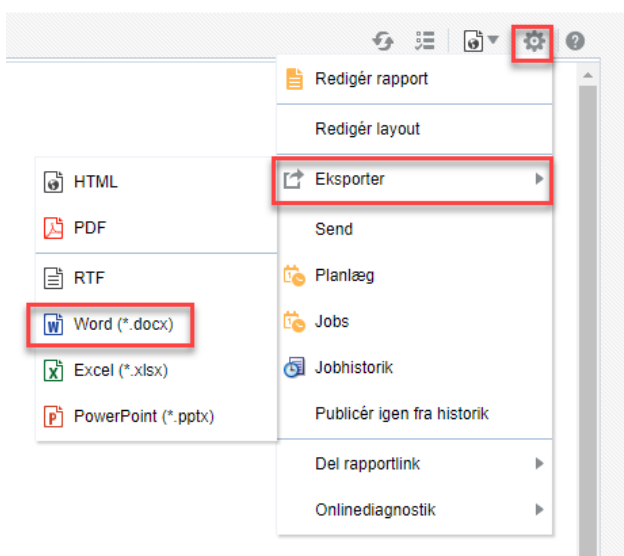 Redigér rapport
Redigér layout
Eksporter
Send
Planlæg
Jobs
Jobhistorik
Publicér igen fra historik
Del rapportlink
Onlinediagnostik
HTML
PDF
RTF
Word (*.docx)
Excel (*.xlsx)
PowerPoint (*.pptx)